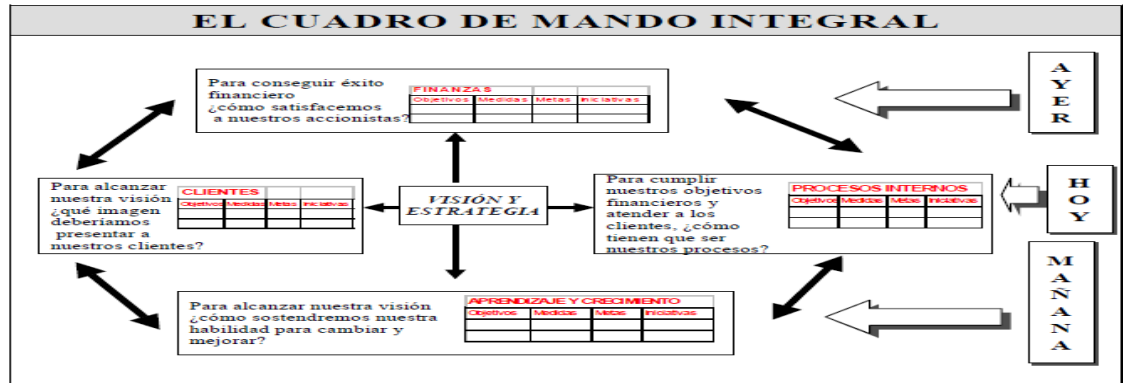 EL CUADRO DE MANDO INTEGRAL
Para conseguir éxito
financiero
¿cómo satisfacemos
a nuestros accionistas?
FINANZAS
Objetivos Medidas Metas Iniciativas
AYER
Para alcanzar
nuestra visión
¿qué imagen
deberíamos
presentar a
nuestros clientes?
CLIENTES
Objetivos Medidas Metas Iniciativas
VISIÓN Y
ESTRATEGIA
Para cumplir
nuestros objetivos
financieros y
atender a los
clientes, ¿cómo
tienen que ser
nuestros procesos?
PROCESOS INTERNOS
Objetivos Medidas Metas Iniciativas
HOY
Para alcanzar nuestra visión
¿cómo sostendremos nuestra
habilidad para cambiar y
mejorar?
APRENDIZAJE Y CRECIMIENTO
Objetivos Medidas Metas Iniciativas
MAÑANA